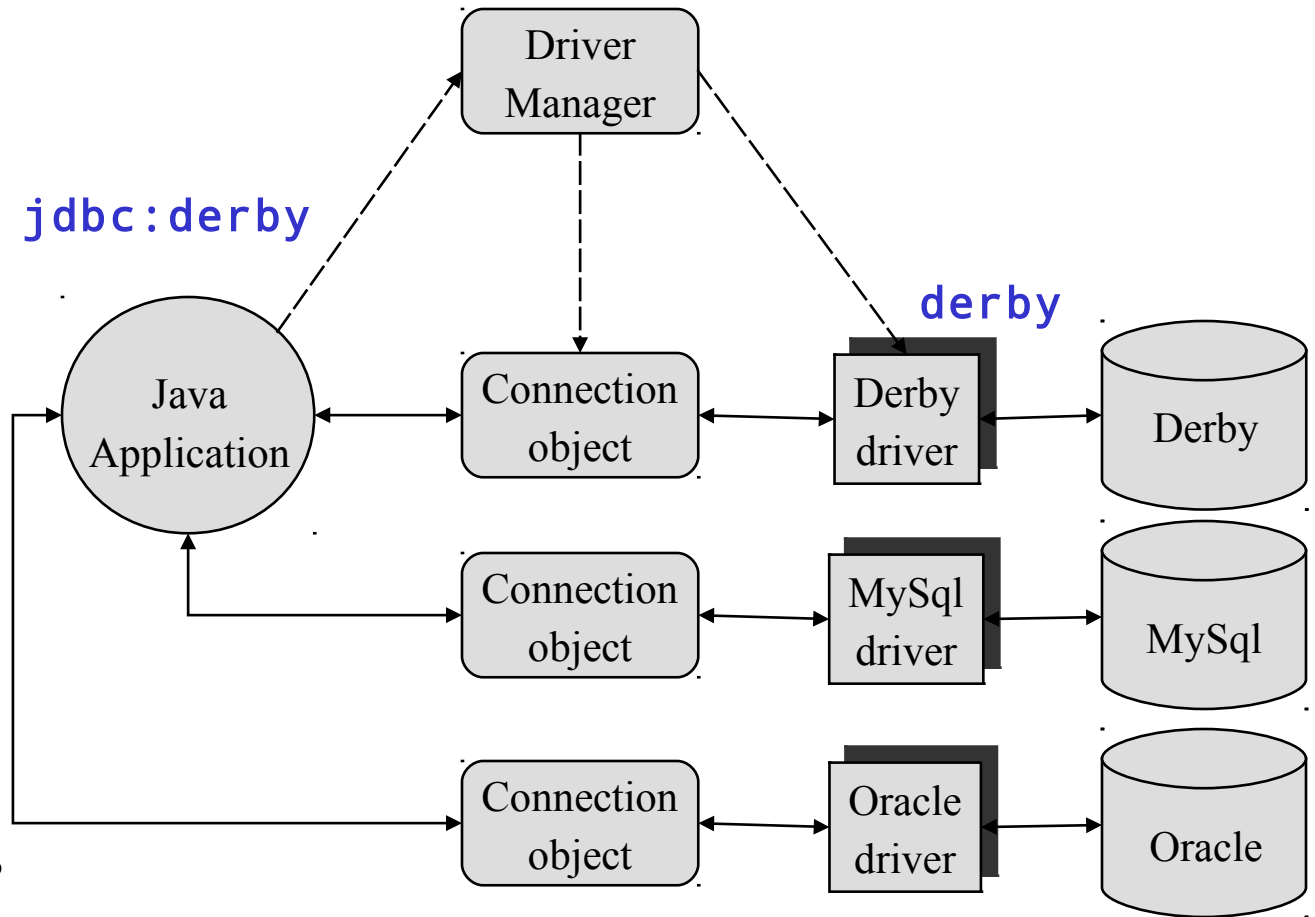 Driver
Manager
jdbc:derby
derby
Java
Application
Connection
object
Derby
driver
Derby
Connection
object
MySql
driver
MySql
Connection
object
Oracle
driver
Oracle